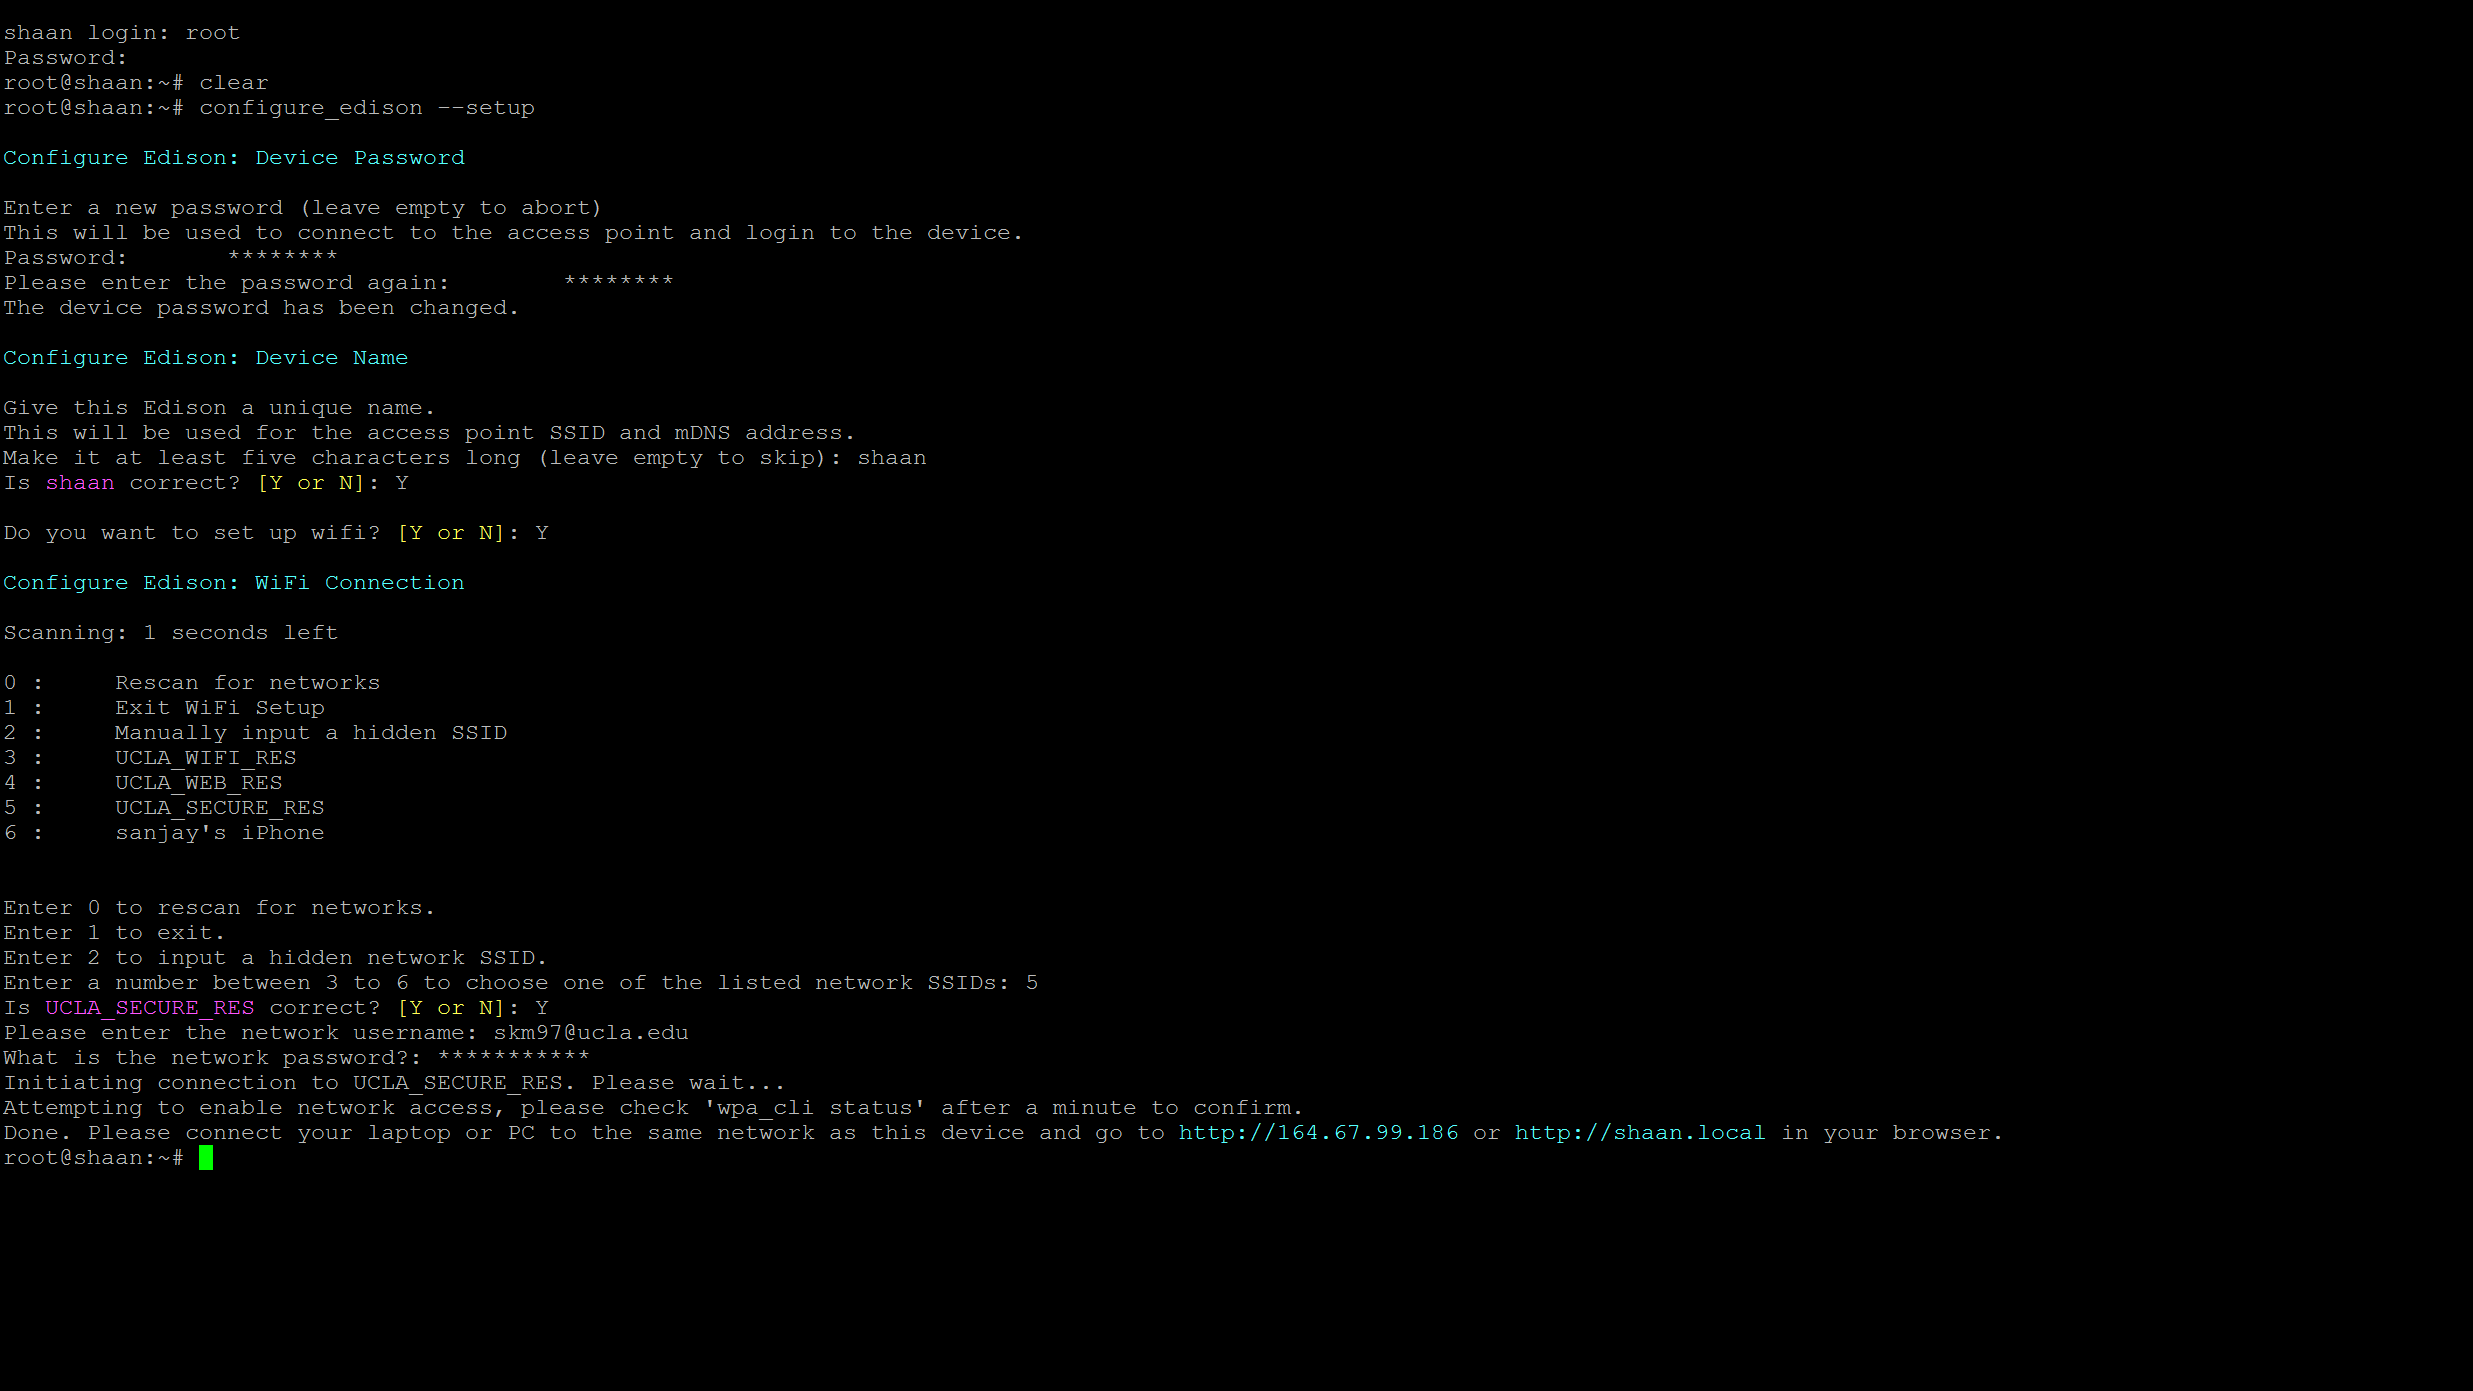 shaan login: root
Password:
root@shaan:~# clear
root@shaan:~# configure_edison --setup
Configure Edison: Device Password
Enter a new password (leave empty to abort)
This will be used to connect to the access point and login to the device.
Password:       ********
Please enter the password again:        ********
The device password has been changed.
Configure Edison: Device Name
Give this Edison a unique name.
This will be used for the access point SSID and mDNS address.
Make it at least five characters long (leave empty to skip): shaan
Is shaan correct? [Y or N]: Y
Do you want to set up wifi? [Y or N]: Y
Configure Edison: WiFi Connection
Scanning: 1 seconds left
0 :     Rescan for networks
1 :     Exit WiFi Setup
2 :     Manually input a hidden SSID
3 :     UCLA_WIFI_RES
4 :     UCLA_WEB_RES
5 :     UCLA_SECURE_RES
6 :     sanjay's iPhone
Enter 0 to rescan for networks.
Enter 1 to exit.
Enter 2 to input a hidden network SSID.
Enter a number between 3 to 6 to choose one of the listed network SSIDs: 5
Is UCLA_SECURE_RES correct? [Y or N]: Y
Please enter the network username: skm97@ucla.edu
What is the network password?: ***********
Initiating connection to UCLA_SECURE_RES. Please wait...
Attempting to enable network access, please check 'wpa_cli status' after a minute to confirm.
Done. Please connect your laptop or PC to the same network as this device and go to http://164.67.99.186 or http://shaan.local in your browser.
root@shaan:~#